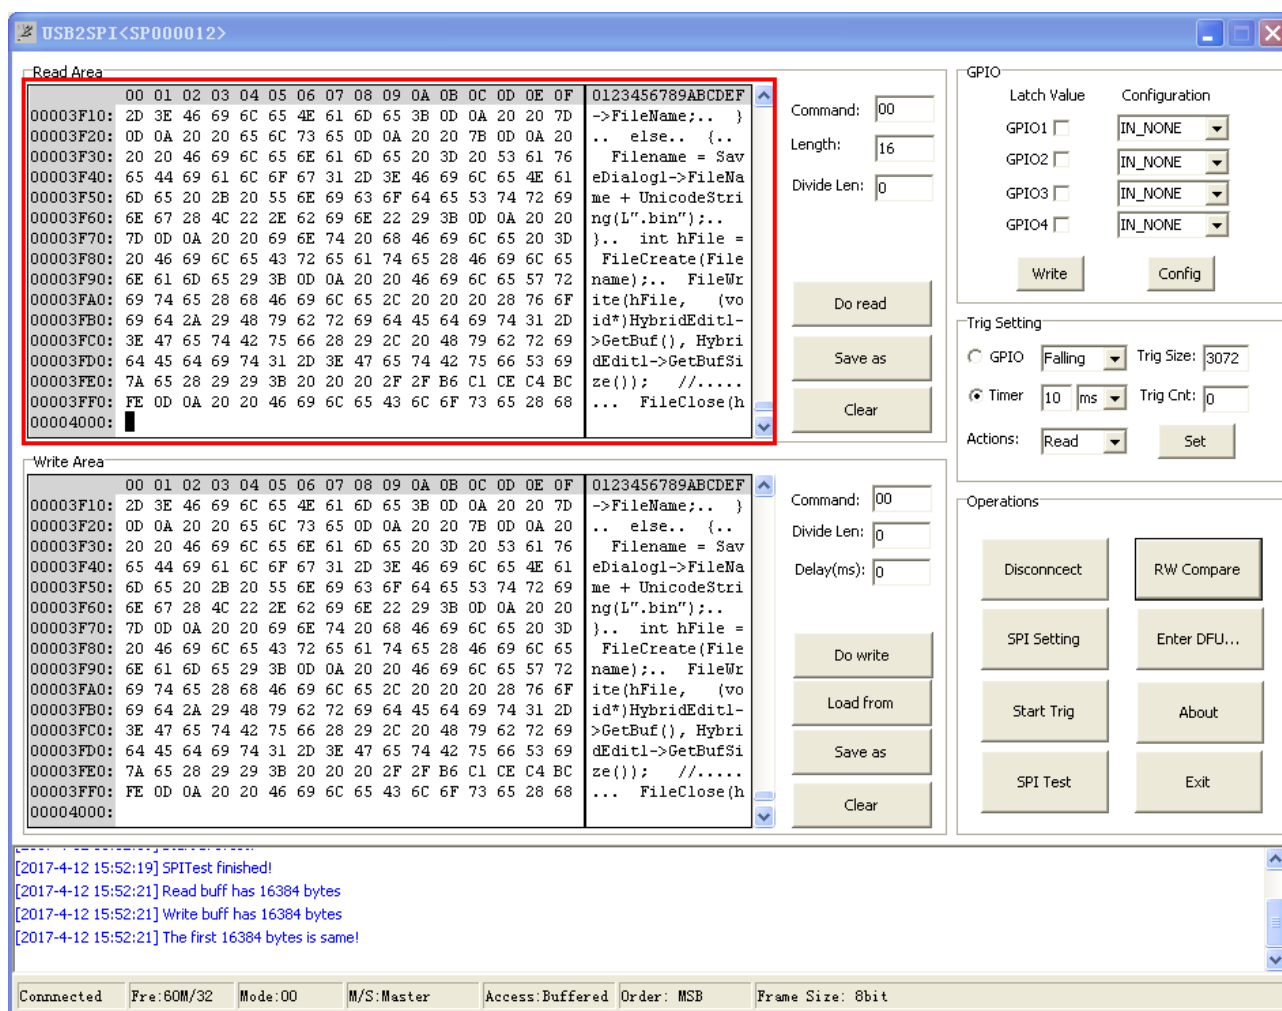 USB2SPI<SP000012>
Read Area
00 01 02 03 04 05 06 07 08 09 0A 0B 0C 0D 0E 0F 0123456789ABCDEF
00003F10: 2D 3E 46 69 6C 65 4E 61 6D 65 3B 0D 0A 20 20 7D ->FileName;..  }
00003F20: 0D 0A 20 20 65 6C 73 65 0D 0A 20 20 7B 0D 0A 20 ..  else..  {..
00003F30: 20 20 46 69 6C 65 6E 61 6D 65 20 3D 20 53 61 76   Filename = Sav
00003F40: 65 44 69 61 6C 6F 67 31 2D 3E 46 69 6C 65 4E 61 eDialog1->FileNa
00003F50: 6D 65 20 2B 20 55 6E 69 63 6F 64 65 53 74 72 69 me + UnicodeStri
00003F60: 6E 67 28 4C 22 2E 62 69 6E 22 29 3B 0D 0A 20 20 ng(L".bin");..
00003F70: 7D 0D 0A 20 20 69 6E 74 20 68 46 69 6C 65 20 3D }..  int hFile =
00003F80: 20 46 69 6C 65 43 72 65 61 74 65 28 46 69 6C 65  FileCreate(File
00003F90: 6E 61 6D 65 29 3B 0D 0A 20 20 46 69 6C 65 57 72 name);..  FileWr
00003FA0: 69 74 65 28 68 46 69 6C 65 2C 20 20 20 28 76 6F ite(hFile,   (vo
00003FB0: 69 64 2A 29 48 79 62 72 69 64 45 64 69 74 31 2D id*)HybridEdit1-
00003FC0: 3E 47 65 74 42 75 66 28 29 2C 20 48 79 62 72 69 >GetBuf(), Hybri
00003FD0: 64 45 64 69 74 31 2D 3E 47 65 74 42 75 66 53 69 dEdit1->GetBufSi
00003FE0: 7A 65 28 29 29 3B 20 20 20 2F 2F B6 C1 CE C4 BC ze());   //.....
00003FF0: FE 0D 0A 20 20 46 69 6C 65 43 6C 6F 73 65 28 68 ...  FileClose(h
00004000:
Command: 00
Length: 16
Divide Len: 0
Do read
Save as
Clear
GPIO
Latch Value Configuration
GPIO1 IN_NONE
GPIO2 IN_NONE
GPIO3 IN_NONE
GPIO4 IN_NONE
Write Config
Trig Setting
GPIO Falling Trig Size: 3072
Timer 10 ms Trig Cnt: 0
Actions: Read Set
Write Area
00 01 02 03 04 05 06 07 08 09 0A 0B 0C 0D 0E 0F 0123456789ABCDEF
00003F10: 2D 3E 46 69 6C 65 4E 61 6D 65 3B 0D 0A 20 20 7D ->FileName;..  }
00003F20: 0D 0A 20 20 65 6C 73 65 0D 0A 20 20 7B 0D 0A 20 ..  else..  {..
00003F30: 20 20 46 69 6C 65 6E 61 6D 65 20 3D 20 53 61 76   Filename = Sav
00003F40: 65 44 69 61 6C 6F 67 31 2D 3E 46 69 6C 65 4E 61 eDialog1->FileNa
00003F50: 6D 65 20 2B 20 55 6E 69 63 6F 64 65 53 74 72 69 me + UnicodeStri
00003F60: 6E 67 28 4C 22 2E 62 69 6E 22 29 3B 0D 0A 20 20 ng(L".bin");..
00003F70: 7D 0D 0A 20 20 69 6E 74 20 68 46 69 6C 65 20 3D }..  int hFile =
00003F80: 20 46 69 6C 65 43 72 65 61 74 65 28 46 69 6C 65  FileCreate(File
00003F90: 6E 61 6D 65 29 3B 0D 0A 20 20 46 69 6C 65 57 72 name);..  FileWr
00003FA0: 69 74 65 28 68 46 69 6C 65 2C 20 20 20 28 76 6F ite(hFile,   (vo
00003FB0: 69 64 2A 29 48 79 62 72 69 64 45 64 69 74 31 2D id*)HybridEdit1-
00003FC0: 3E 47 65 74 42 75 66 28 29 2C 20 48 79 62 72 69 >GetBuf(), Hybri
00003FD0: 64 45 64 69 74 31 2D 3E 47 65 74 42 75 66 53 69 dEdit1->GetBufSi
00003FE0: 7A 65 28 29 29 3B 20 20 20 2F 2F B6 C1 CE C4 BC ze());   //.....
00003FF0: FE 0D 0A 20 20 46 69 6C 65 43 6C 6F 73 65 28 68 ...  FileClose(h
00004000:
Command: 00
Divide Len: 0
Delay(ms): 0
Do write
Load from
Save as
Clear
Operations
Disconncect RW Compare
SPI Setting Enter DFU...
Start Trig About
SPI Test Exit
[2017-4-12 15:52:19] SPITest finished!
[2017-4-12 15:52:21] Read buff has 16384 bytes
[2017-4-12 15:52:21] Write buff has 16384 bytes
[2017-4-12 15:52:21] The first 16384 bytes is same!
Connnected Fre:60M/32 Mode:00 M/S:Master Access:Buffered Order: MSB Frame Size: 8bit